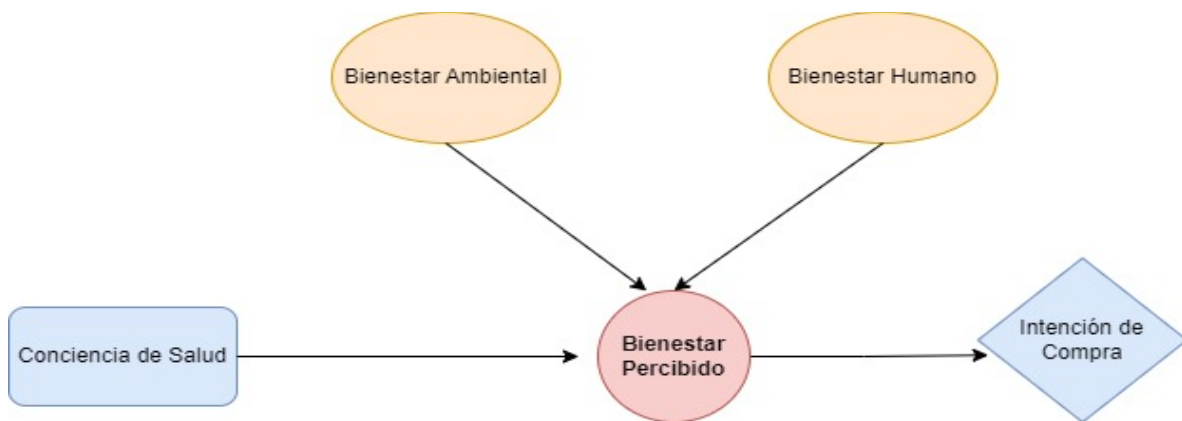 Bienestar Ambiental
Bienestar Humano
Conciencia de Salud
Bienestar
Percibido
Intención de
Compra